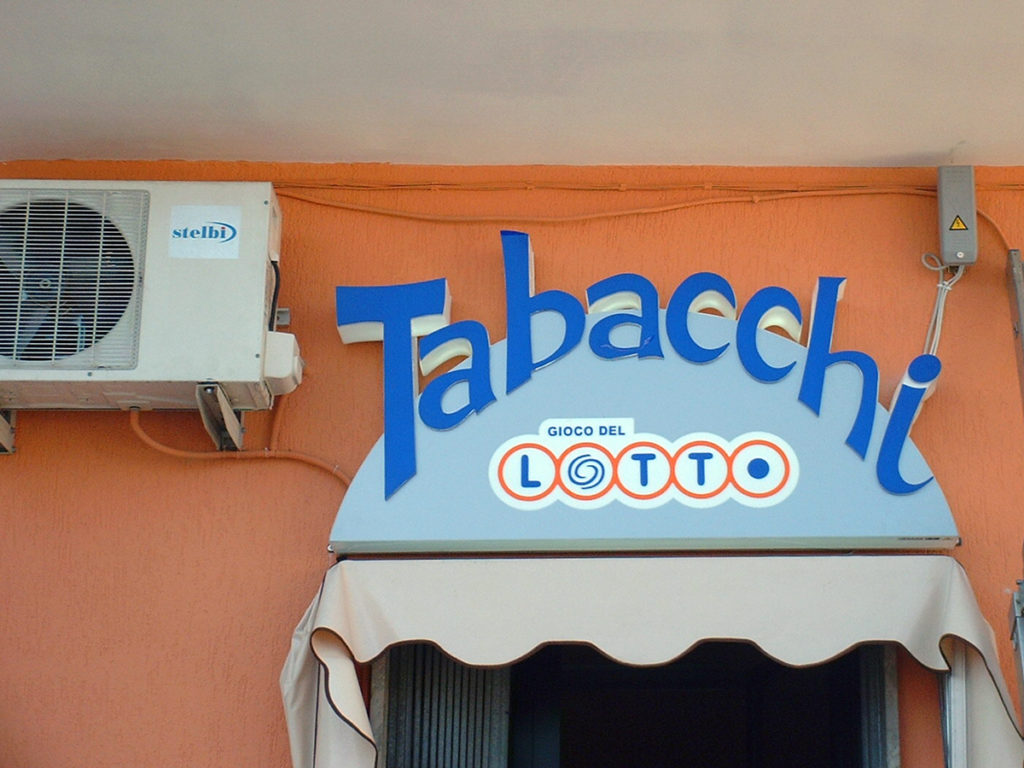 stelbi
Tabacchi
GIOCO DEL
LOTTO